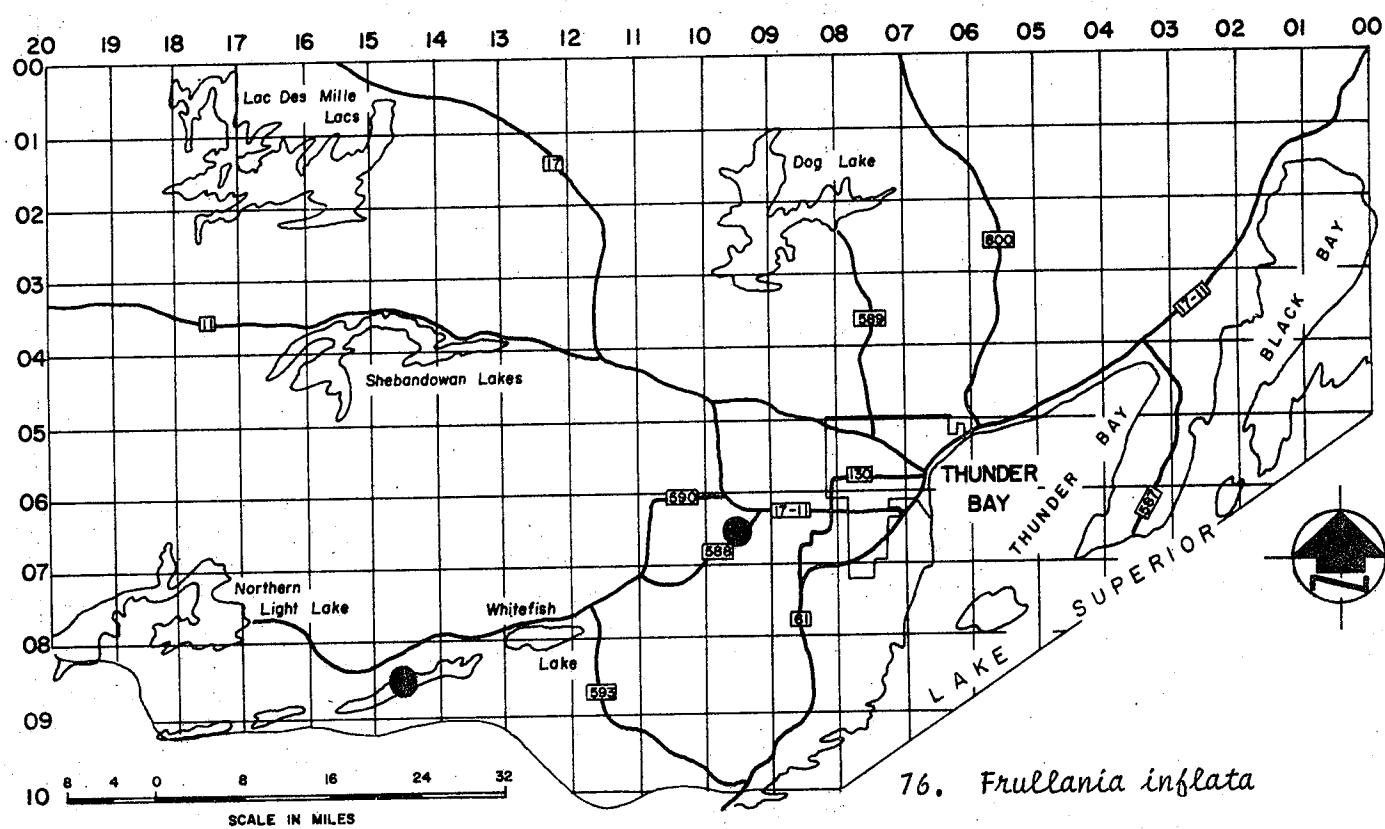 20 19 18 17 16 15 14 13 12 11 10 09 08 07 06 05 04 03 02 01 00
00
01
02
03
04
05
06
07
08
09
10
Lac Des Mille
Lacs
17
Dog Lake
800
589
17-11
BLACK BAY
11
Shebandowan Lakes
THUNDER BAY
130
THUNDER
BAY
590
17-11
587
588
Northern
Light Lake
Whitefish
Lake
61
593
LAKE SUPERIOR
N
8 4 0 8 16 24 32
SCALE IN MILES
76. Frullania inflata